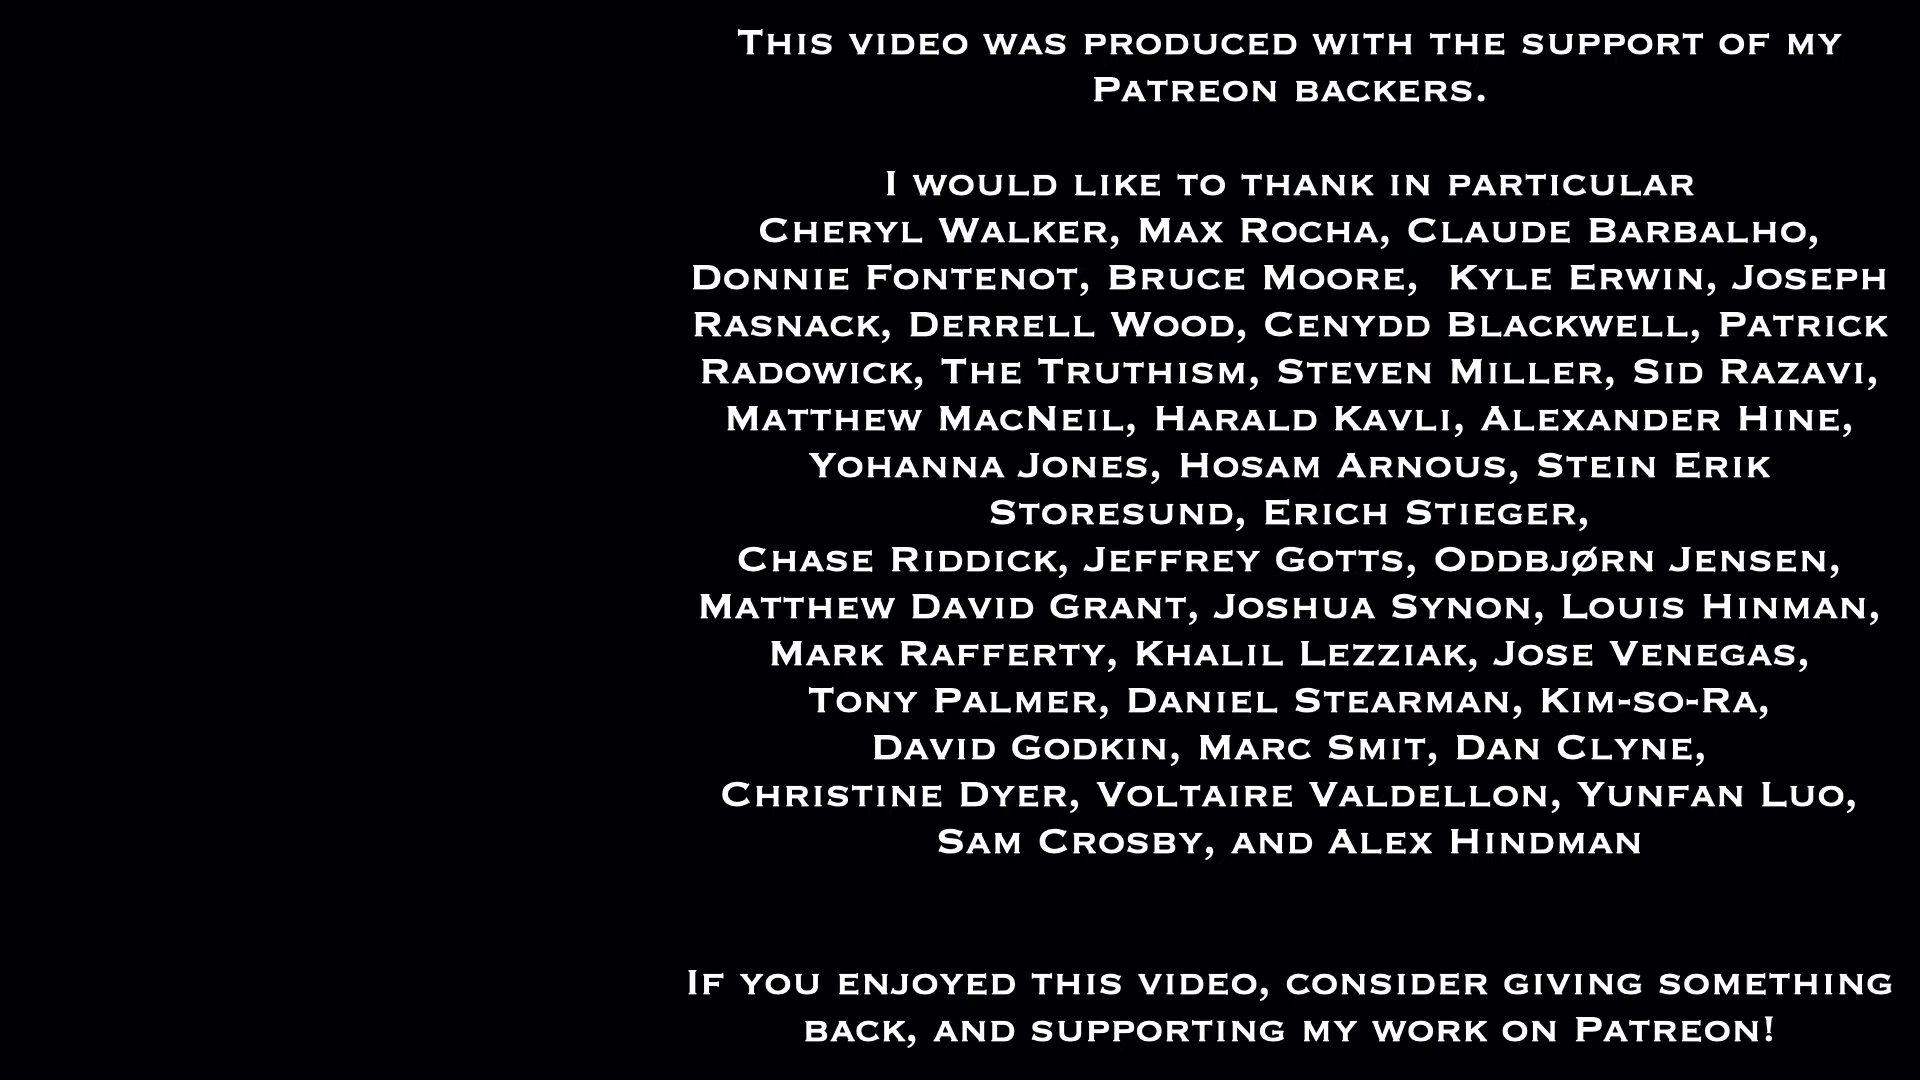 This video was produced with the support of my
Patreon backers.
I would like to thank in particular
Cheryl Walker, Max Rocha, Claude Barbalho,
Donnie Fontenot, Bruce Moore,  Kyle Erwin, Joseph
Rasnack, Derrell Wood, Cenydd Blackwell, Patrick
Radowick, The Truthism, Steven Miller, Sid Razavi,
Matthew MacNeil, Harald Kavli, Alexander Hine,
Yohanna Jones, Hosam Arnous, Stein Erik
Storesund, Erich Stieger,
Chase Riddick, Jeffrey Gotts, Oddbjørn Jensen,
Matthew David Grant, Joshua Synon, Louis Hinman,
Mark Rafferty, Khalil Lezziak, Jose Venegas,
Tony Palmer, Daniel Stearman, Kim-so-Ra,
David Godkin, Marc Smit, Dan Clyne,
Christine Dyer, Voltaire Valdellon, Yunfan Luo,
Sam Crosby, and Alex Hindman
If you enjoyed this video, consider giving something
back, and supporting my work on Patreon!